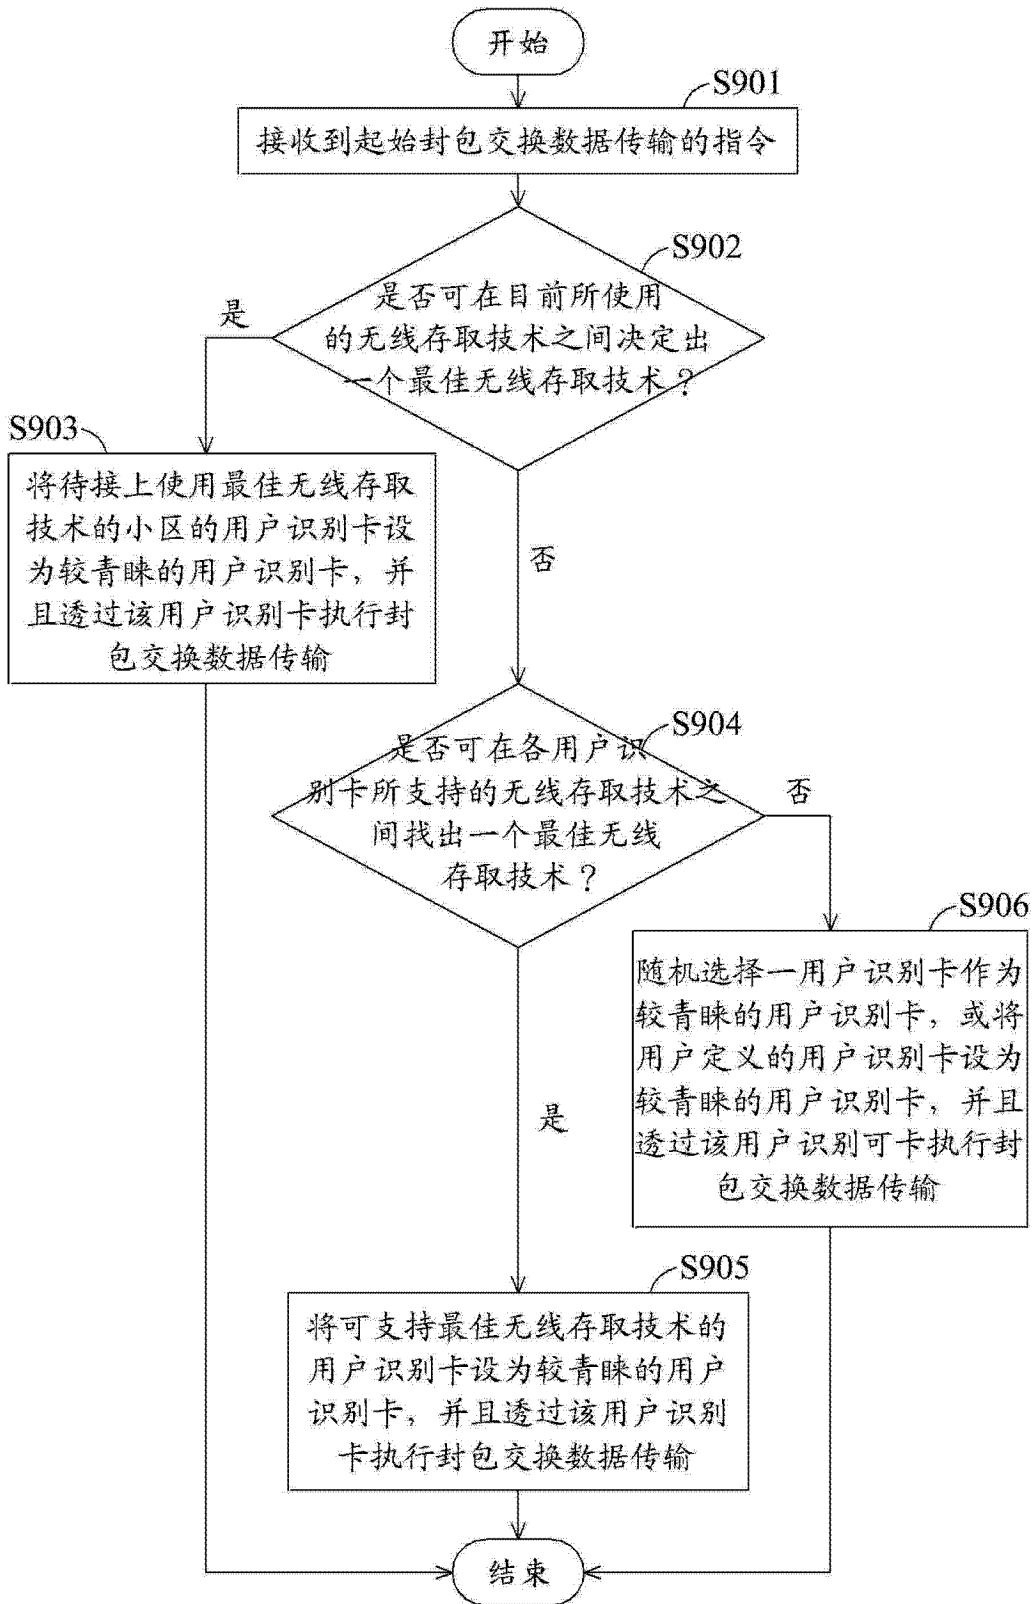 开始
S901
接收到起始封包交换数据传输的指令
S902
是否可在目前所使用
的无线存取技术之间决定出
一个最佳无线存取技术？
是
S903
将待接上使用最佳无线存取
技术的小区的用户识别卡设
为较青睐的用户识别卡，并
且透过该用户识别卡执行封
包交换数据传输
否
S904
是否可在各用户识
别卡所支持的无线存取技术之
间找出一个最佳无线
存取技术？
否
S906
随机选择一用户识别卡作为
较青睐的用户识别卡，或将
用户定义的用户识别卡设为
较青睐的用户识别卡，并且
透过该用户识别可卡执行封
包交换数据传输
是
S905
将可支持最佳无线存取技术的
用户识别卡设为较青睐的用户
识别卡，并且透过该用户识别
卡执行封包交换数据传输
结束